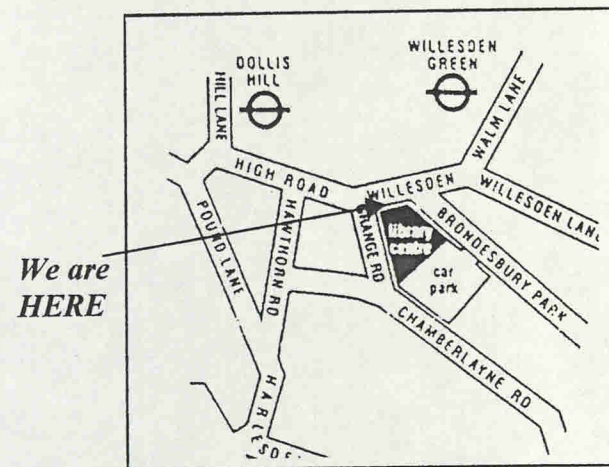 DOLLIS
HILL
WILLESDEN
GREEN
HILL LANE
WALM LANE
HIGH ROAD
WILLESDEN
WILLESDEN LANE
POUND LANE
HAWTHORN RD
GRANGE RD
library
centre
BRONDESBURY PARK
car
park
We are
HERE
CHAMBERLAYNE RD
HARLESDE